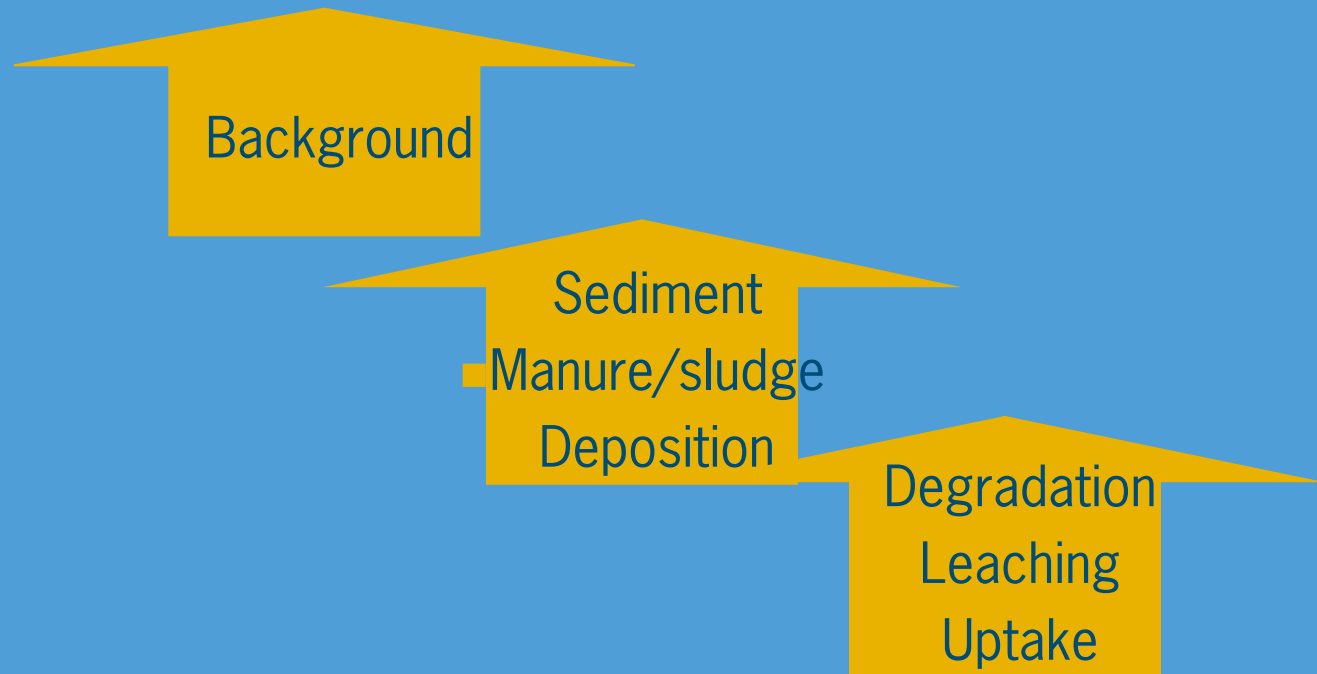 Background
Sediment
Manure/sludge
Deposition
Degradation
Leaching
Uptake